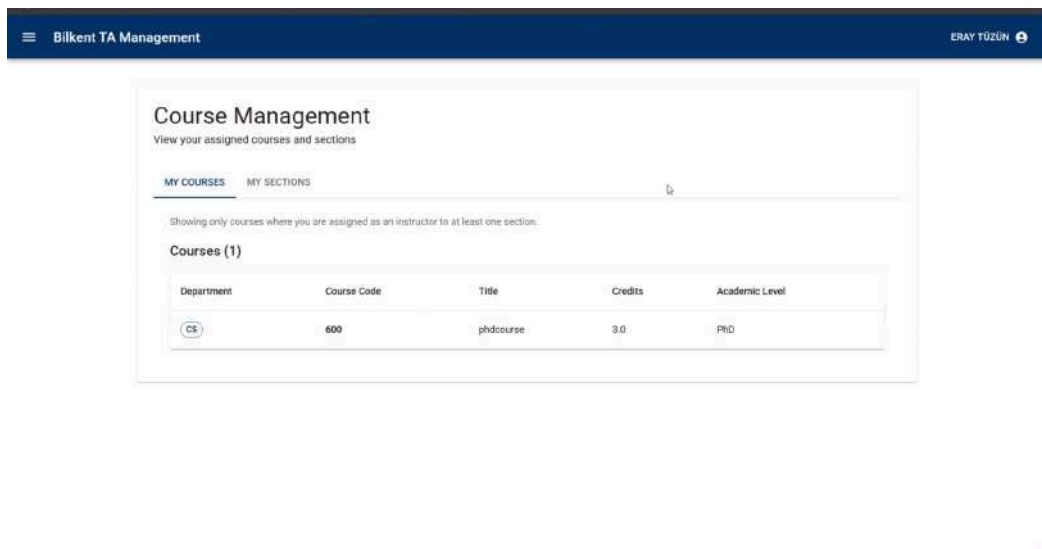 Bilkent TA Management
ERAY TÜZÜN
Course Management
View your assigned courses and sections
MY COURSES MY SECTIONS
Showing only courses where you are assigned as an instructor to at least one section.
Courses (1)
Department Course Code Title Credits Academic Level
CS 600 phdcourse 3.0 PhD